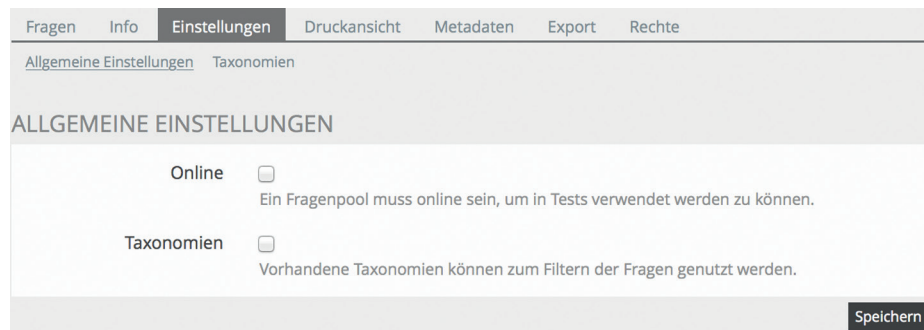 Fragen Info Einstellungen Druckansicht Metadaten Export Rechte
Allgemeine Einstellungen Taxonomien
ALLGEMEINE EINSTELLUNGEN
Online
Ein Fragenpool muss online sein, um in Tests verwendet werden zu können.
Taxonomien
Vorhandene Taxonomien können zum Filtern der Fragen genutzt werden.
Speichern